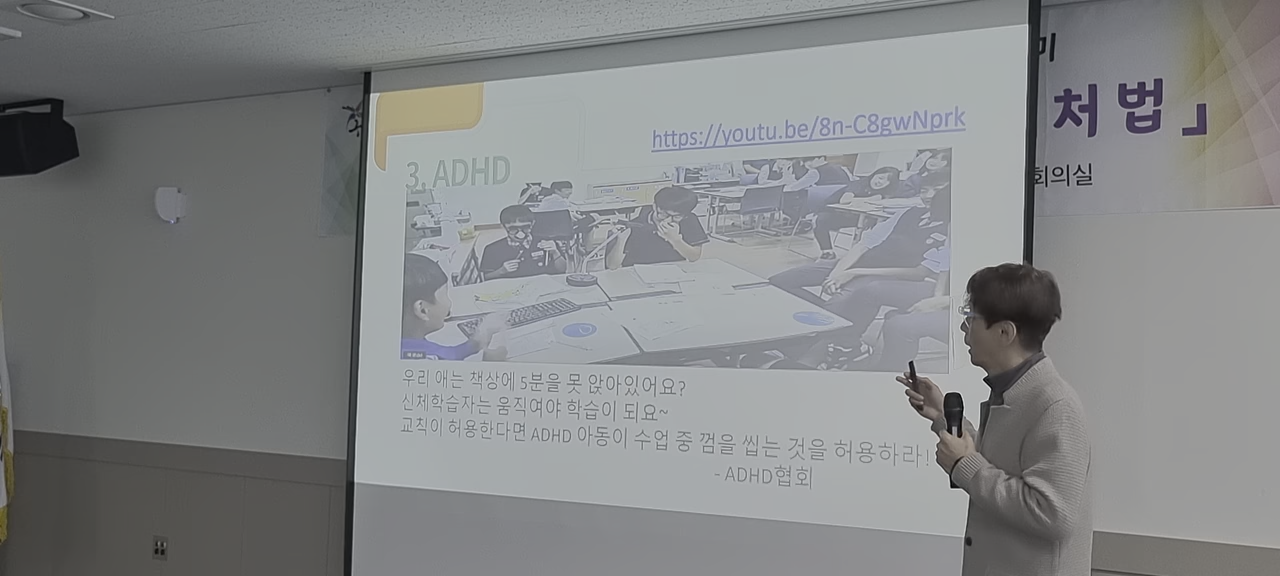 https://youtu.be/8n-C8gwNprk
3. ADHD
우리 애는 책상에 5분을 못 앉아있어요?
신체학습자는 움직여야 학습이 되요~
교칙이 허용한다면 ADHD 아동이 수업 중 껌을 씹는 것을 허용하라!
- ADHD협회
미
처법」
회의실